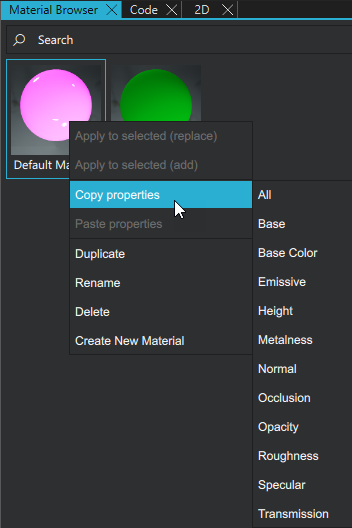 Material Browser
Code
2D
Search
Default Ma
Apply to selected (replace)
Apply to selected (add)
Copy properties
Paste properties
Duplicate
Rename
Delete
Create New Material
All
Base
Base Color
Emissive
Height
Metalness
Normal
Occlusion
Opacity
Roughness
Specular
Transmission